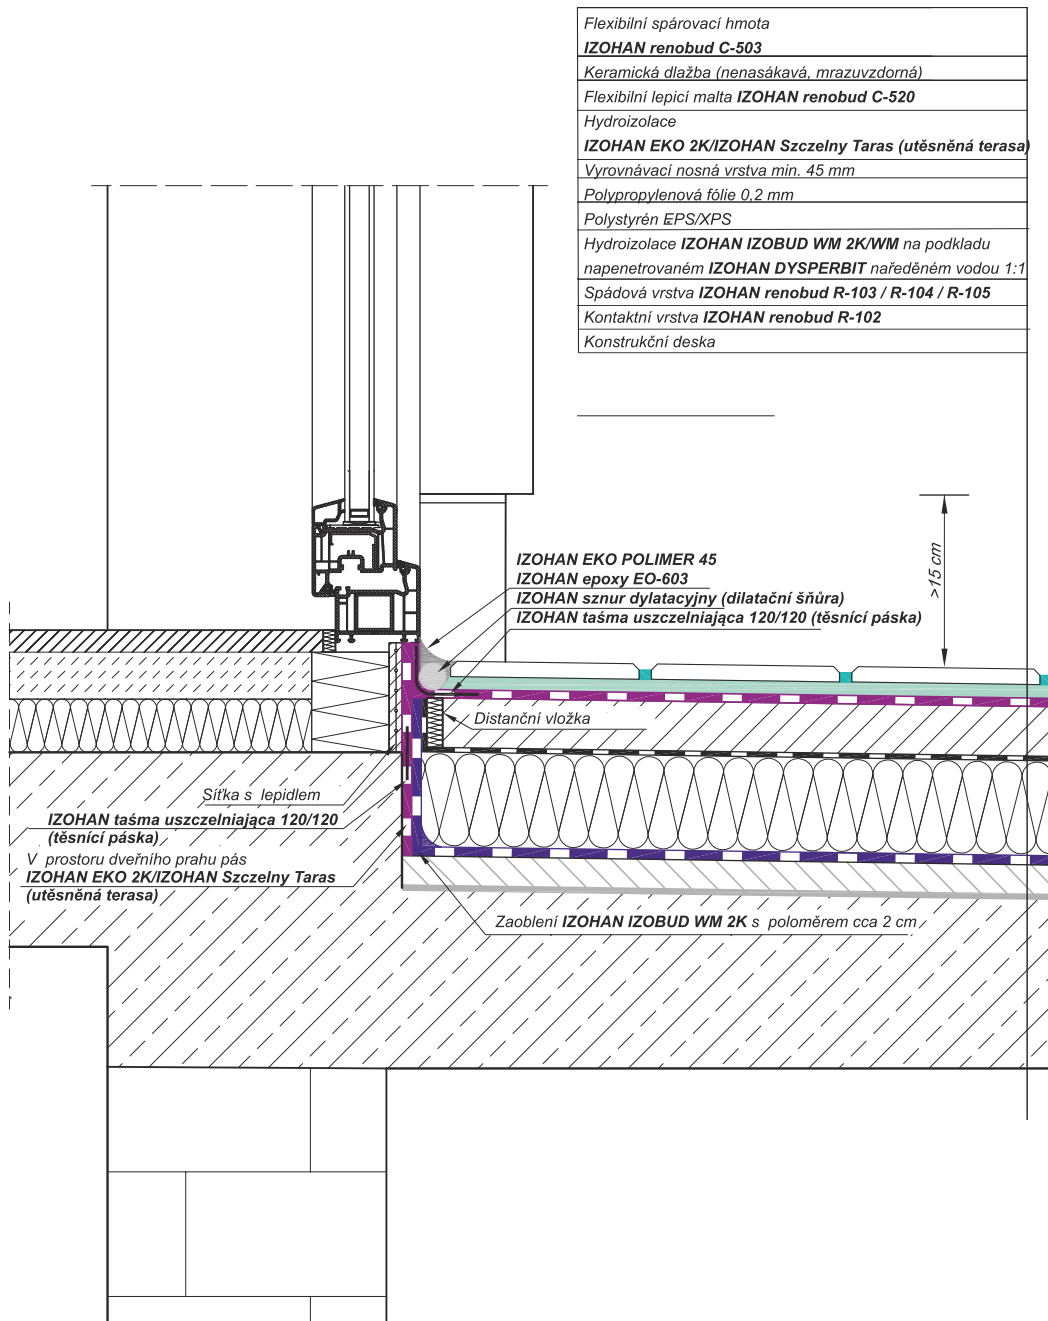 Flexibilní spárovací hmota
IZOHAN renobud C-503
Keramická dlažba (nenasákavá, mrazuvzdorná)
Flexibilní lepicí malta IZOHAN renobud C-520
Hydroizolace
IZOHAN EKO 2K/IZOHAN Szczelny Taras (utěsněná terasa)
Vyrovnávací nosná vrstva min. 45 mm
Polypropylenová fólie 0,2 mm
Polystyrén EPS/XPS
Hydroizolace IZOHAN IZOBUD WM 2K/WM na podkladu
napenetrovaném IZOHAN DYSPERBIT naředěném vodou 1:1
Spádová vrstva IZOHAN renobud R-103 / R-104 / R-105
Kontaktní vrstva IZOHAN renobud R-102
Konstrukční deska
>15 cm
IZOHAN EKO POLIMER 45
IZOHAN epoxy EO-603
IZOHAN sznur dylatacyjny (dilatační šňůra)
IZOHAN taśma uszczelniająca 120/120 (těsnící páska)
Distanční vložka
Síťka s lepidlem
IZOHAN taśma uszczelniająca 120/120
(těsnící páska)
V prostoru dveřního prahu pás
IZOHAN EKO 2K/IZOHAN Szczelny Taras
(utěsněná terasa)
Zaoblení IZOHAN IZOBUD WM 2K s poloměrem cca 2 cm